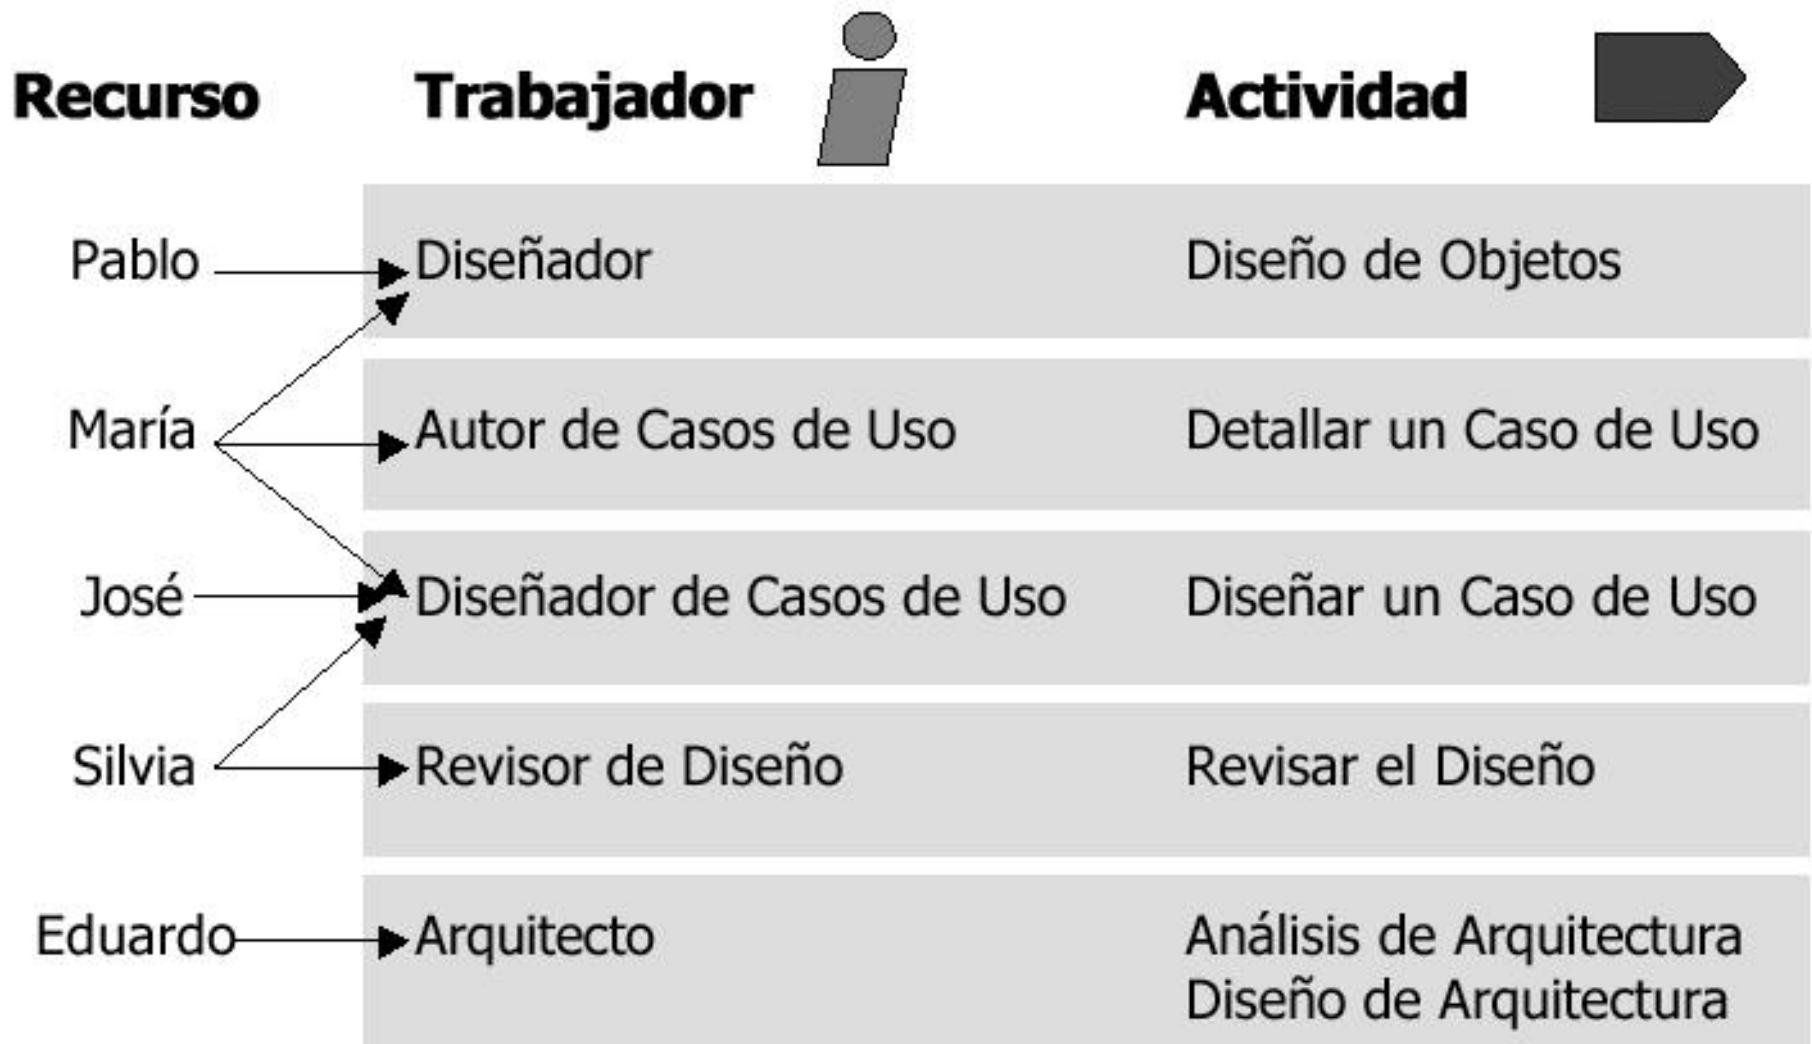 Recurso Trabajador Actividad
Pablo Diseñador Diseño de Objetos
María Autor de Casos de Uso Detallar un Caso de Uso
José Diseñador de Casos de Uso Diseñar un Caso de Uso
Silvia Revisor de Diseño Revisar el Diseño
Eduardo Arquitecto Análisis de Arquitectura
Diseño de Arquitectura